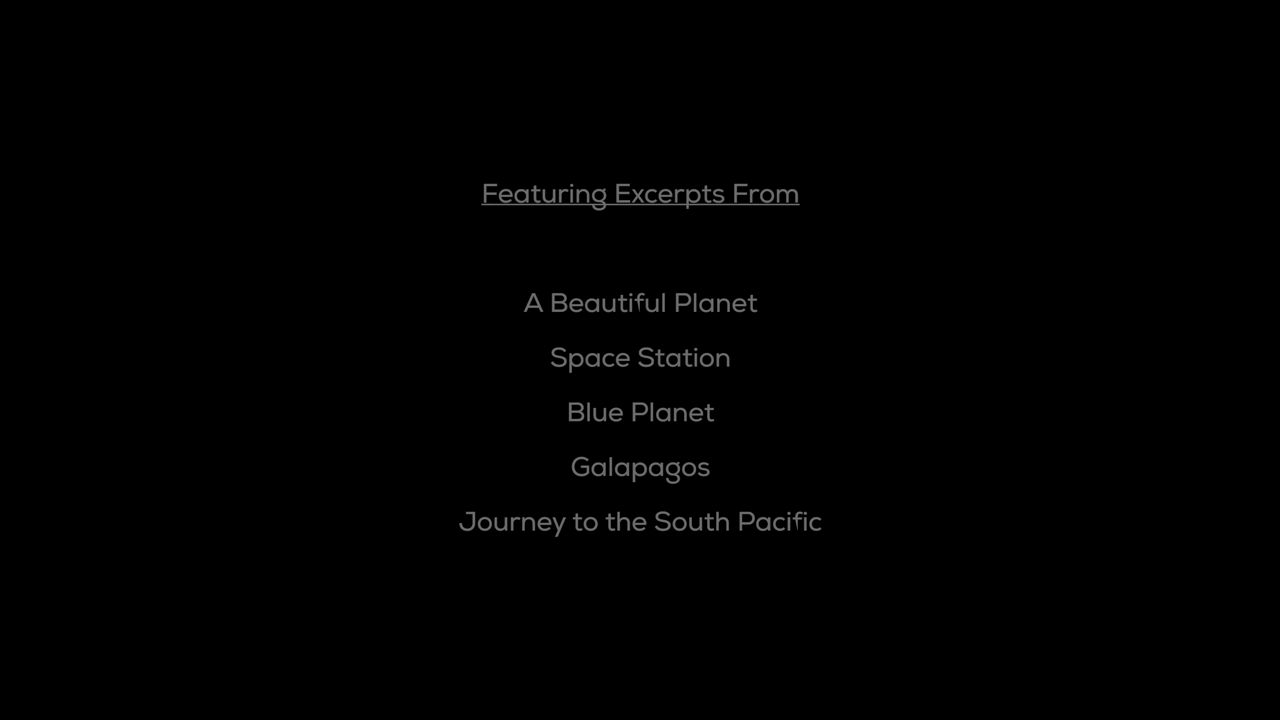 Featuring Excerpts From
A Beautiful Planet
Space Station
Blue Planet
Galapagos
Journey to the South Pacific